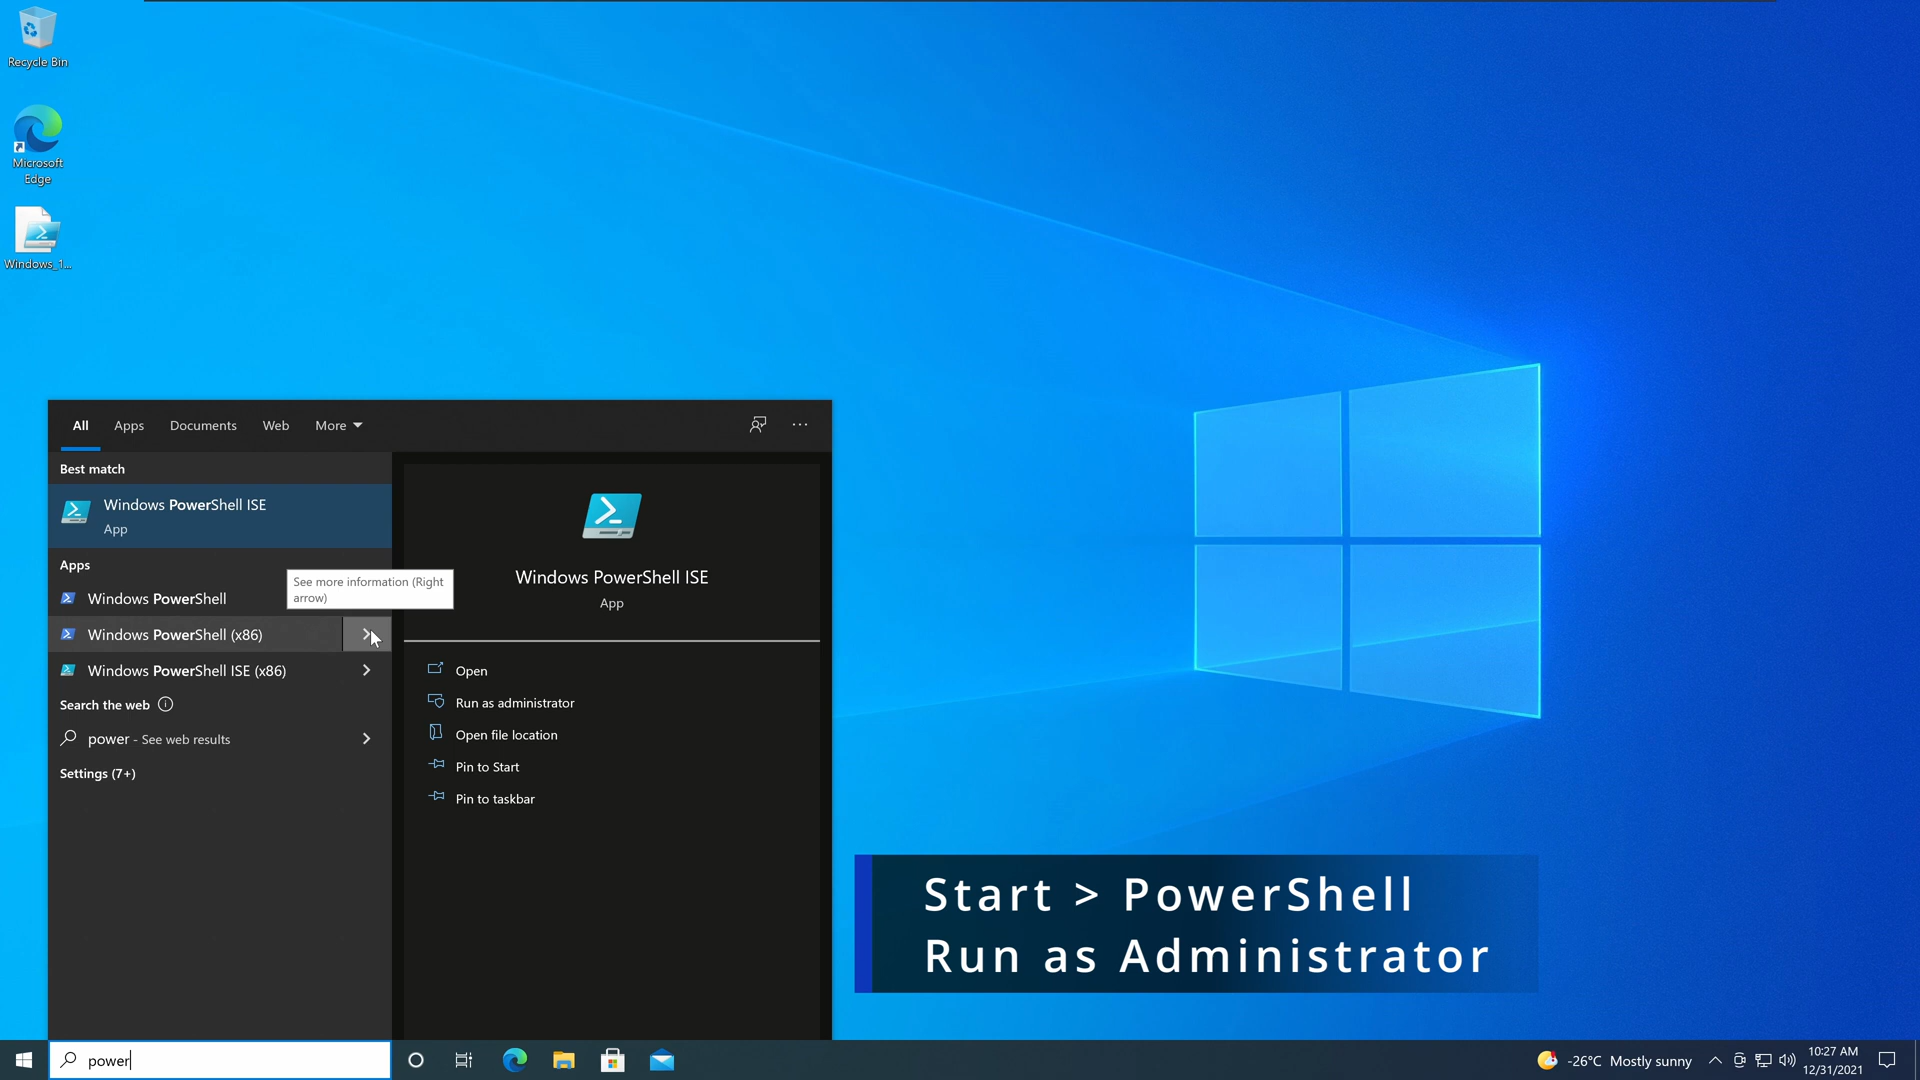 Recycle Bin
Microsoft
Edge
Windows_1...
All Apps Documents Web More
Best match
Windows PowerShell ISE
App
Apps
Windows PowerShell
Windows PowerShell (x86)
Windows PowerShell ISE (x86)
Search the web
power - See web results
Settings (7+)
See more information (Right
arrow)
Windows PowerShell ISE
App
Open
Run as administrator
Open file location
Pin to Start
Pin to taskbar
Start > PowerShell
Run as Administrator
power
-26°C Mostly sunny
10:27 AM
12/31/2021